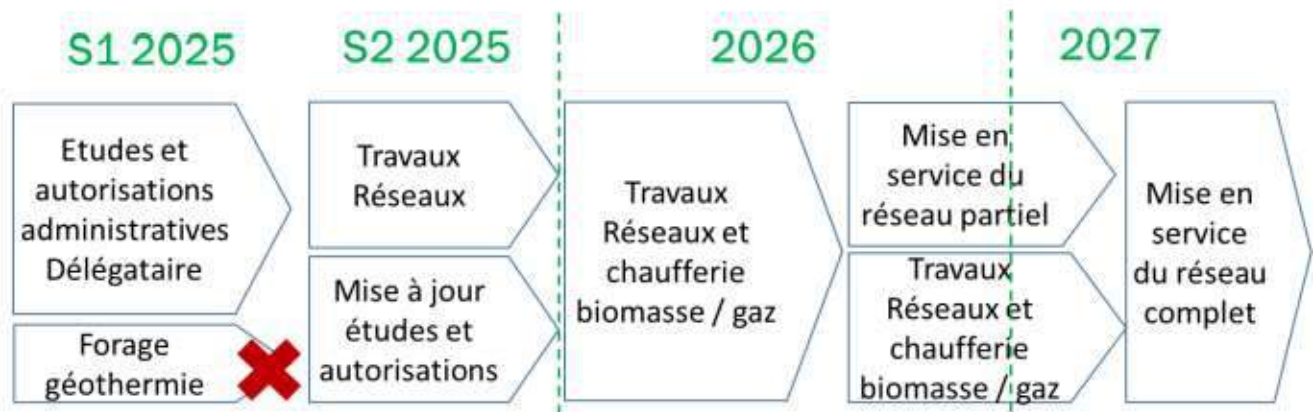 S1 2025
S2 2025
2026
2027
Etudes et
autorisations
administratives
Délégataire
Forage
géothermie
Travaux
Réseaux
Mise à jour
études et
autorisations
Travaux
Réseaux et
chaufferie
biomasse / gaz
Mise en
service du
réseau partiel
Travaux
Réseaux et
chaufferie
biomasse / gaz
Mise en
service
du réseau
complet